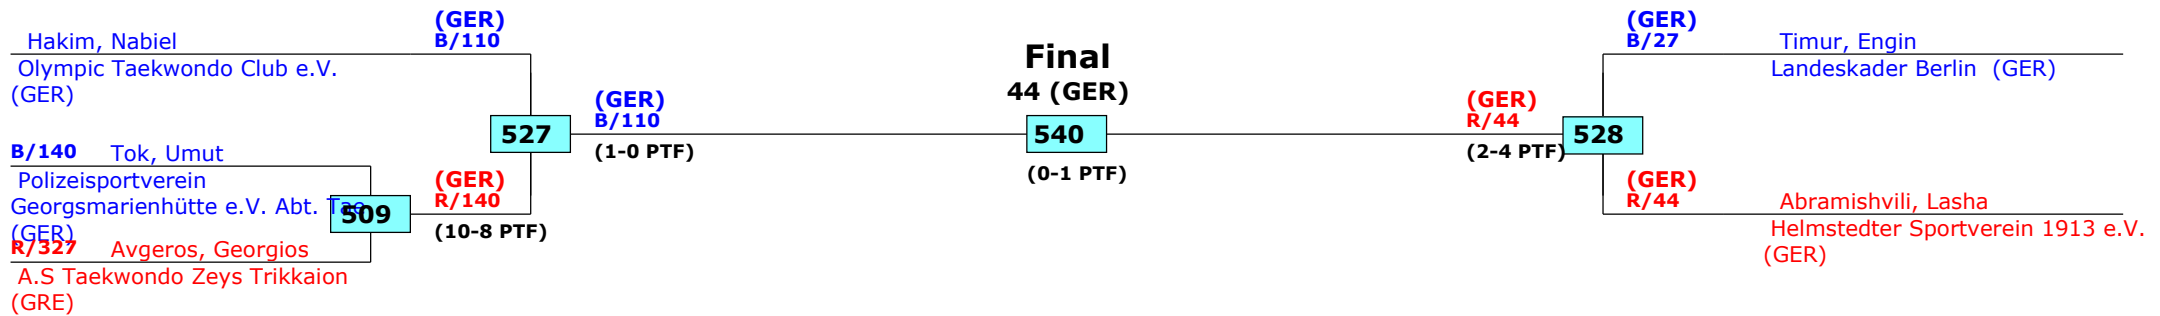 (GER)
B/110
Hakim, Nabiel
Olympic Taekwondo Club e.V.
(GER)
B/140 Tok, Umut
Polizeisportverein
Georgsmarienhütte e.V. Abt. Tae
(GER)
R/327 Avgeros, Georgios
A.S Taekwondo Zeys Trikkaion
(GRE)
509
(GER)
R/140
(10-8 PTF)
527
(GER)
B/110
(1-0 PTF)
Final
44 (GER)
540
(0-1 PTF)
(GER)
R/44
(2-4 PTF)
528
(GER)
B/27
Timur, Engin
Landeskader Berlin (GER)
(GER)
R/44
Abramishvili, Lasha
Helmstedter Sportverein 1913 e.V.
(GER)